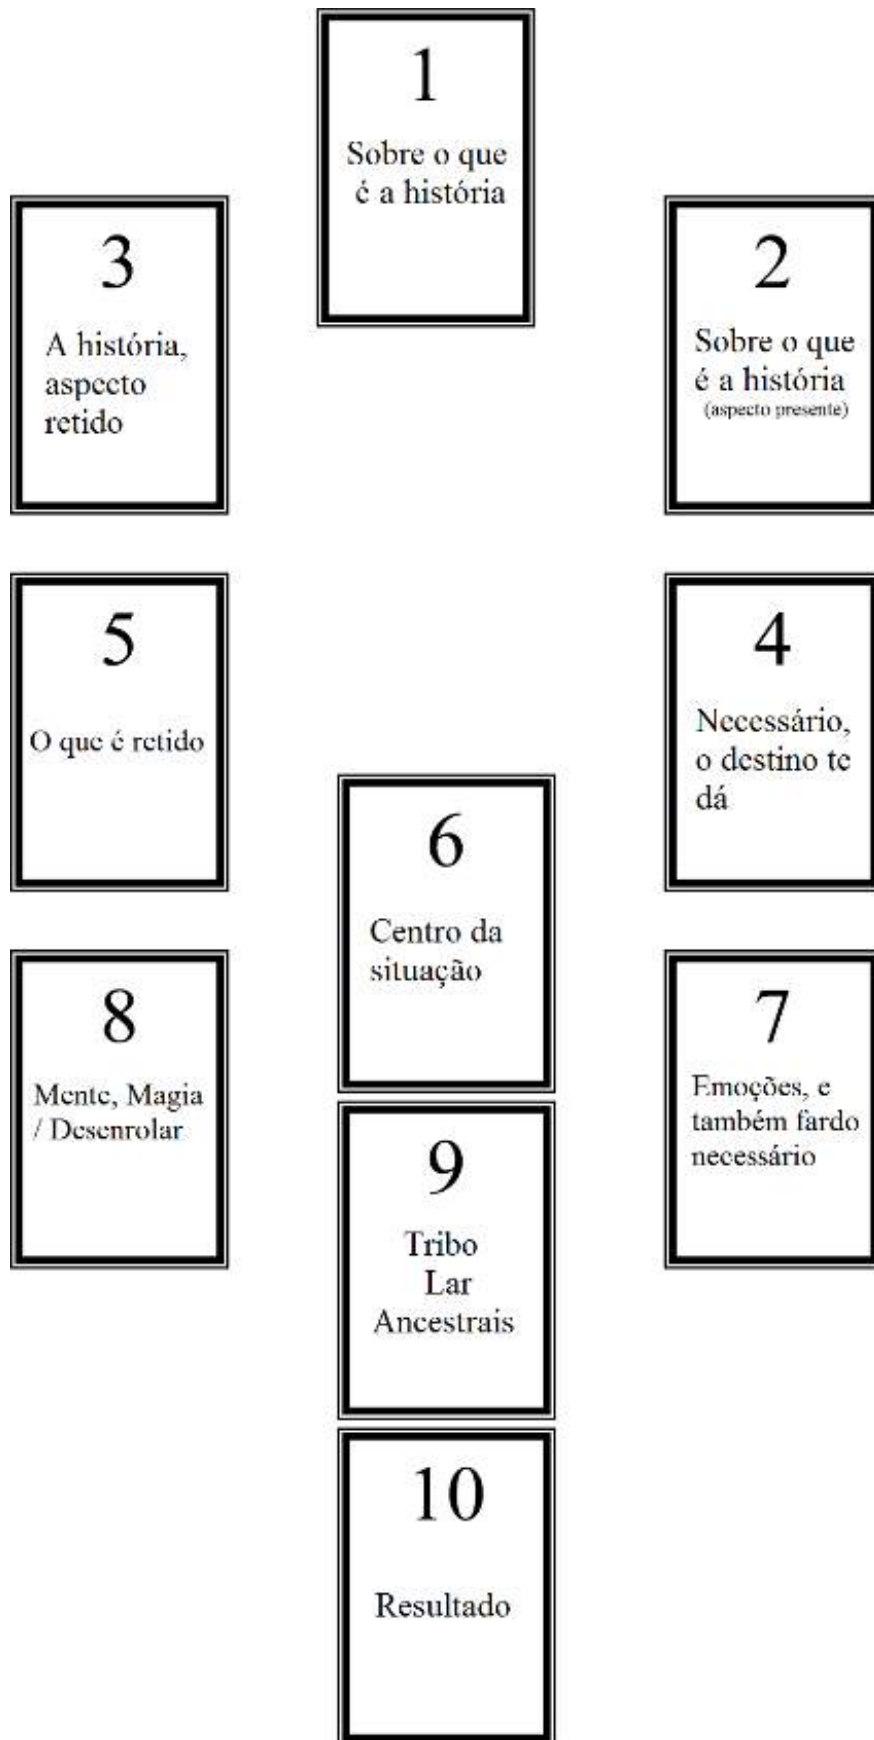 1
Sobre o que
é a história
3
A história,
aspecto
retido
2
Sobre o que
é a história
(aspecto presente)
5
O que é retido
4
Necessário,
o destino te
dá
6
Centro da
situação
8
Mente, Magia
/ Desenrolar
7
Emoções, e
também fardo
necessário
9
Tribo
Lar
Ancestrais
10
Resultado